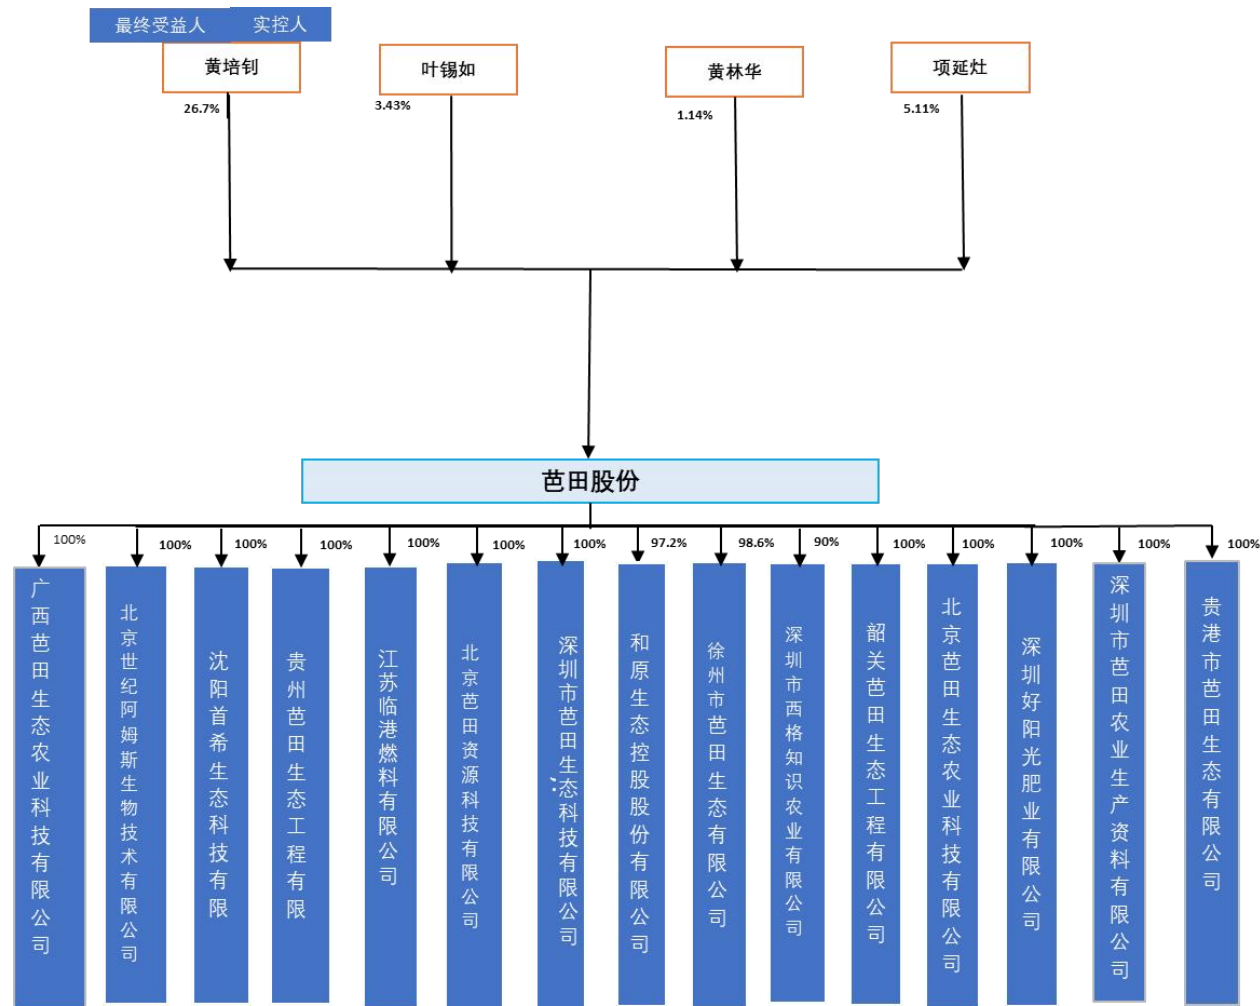 最终受益人 实控人
黄培钊
叶锡如
黄林华
项延灶
26.7%
3.43%
1.14%
5.11%
芭田股份
100%
100%
100%
100%
100%
100%
100%
97.2%
98.6%
90%
100%
100%
100%
100%
100%
广西芭田生态农业科技有限公司
北京世纪阿姆斯生物技术有限公司
沈阳首希生态科技有限
贵州芭田生态工程有限
江苏临港燃料有限公司
北京芭田资源科技有限公司
深圳市芭田生态科技有限公司
和原生态控股股份有限公司
徐州市芭田生态有限公司
深圳市西格知识农业有限公司
韶关芭田生态工程有限公司
北京芭田生态农业科技有限公司
深圳好阳光肥业有限公司
深圳市芭田农业生产资料有限公司
贵港市芭田生态有限公司